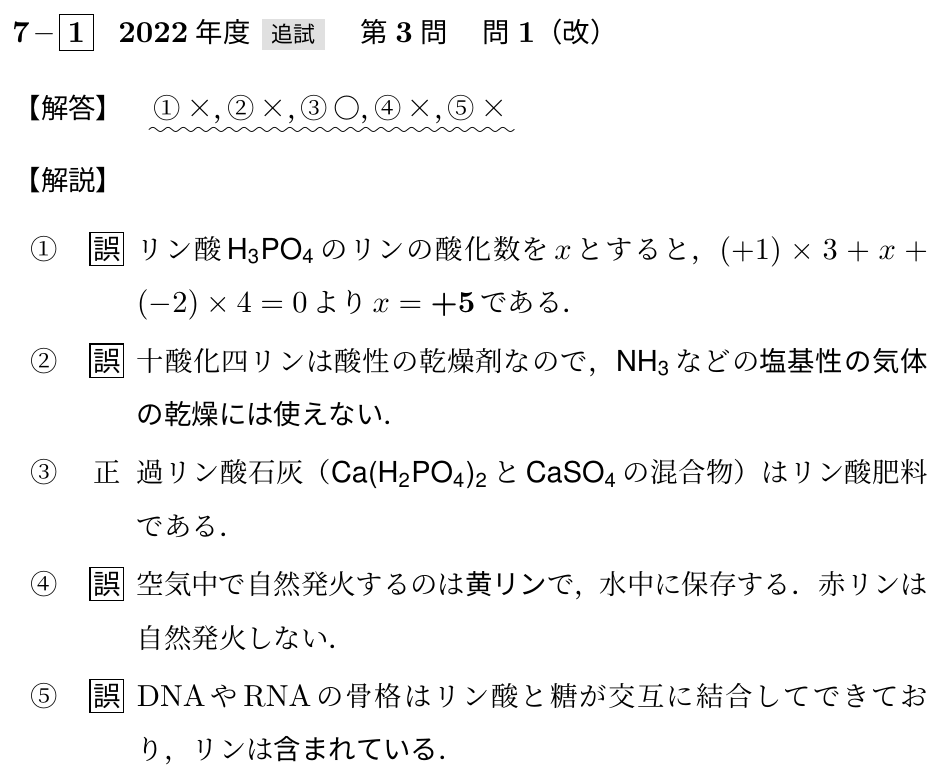 7-1 2022年度 追試 第3問 問1（改）
【解答】 ①×,②×,③○,④×,⑤×
【解説】
① 誤 リン酸H₃PO₄のリンの酸化数をxとすると，(+1)×3+x+
(−2)×4=0よりx=+5である．
② 誤 十酸化四リンは酸性の乾燥剤なので，NH₃などの塩基性の気体
の乾燥には使えない．
③ 正 過リン酸石灰（Ca(H₂PO₄)₂とCaSO₄の混合物）はリン酸肥料
である．
④ 誤 空気中で自然発火するのは黄リンで，水中に保存する．赤リンは
自然発火しない．
⑤ 誤 DNAやRNAの骨格はリン酸と糖が交互に結合してできてお
り，リンは含まれている．